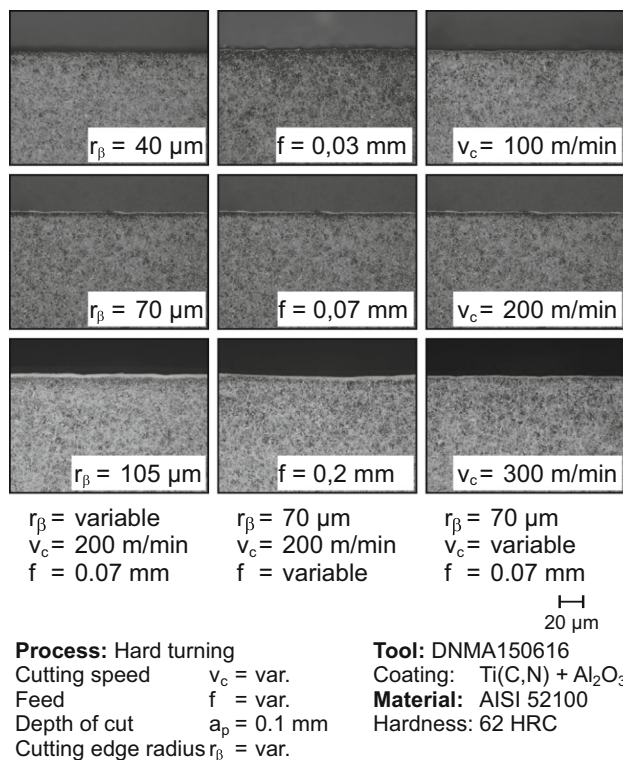 rβ = 40 µm
f = 0,03 mm
vc = 100 m/min
rβ = 70 µm
f = 0,07 mm
vc = 200 m/min
rβ = 105 µm
f = 0,2 mm
vc = 300 m/min
rβ = variable
vc = 200 m/min
f = 0.07 mm
rβ = 70 µm
vc = 200 m/min
f = variable
rβ = 70 µm
vc = variable
f = 0.07 mm
20 µm
Process: Hard turning
Cutting speed vc = var.
Feed f = var.
Depth of cut ap = 0.1 mm
Cutting edge radius rβ = var.
Tool: DNMA150616
Coating: Ti(C,N) + Al2O3
Material: AISI 52100
Hardness: 62 HRC